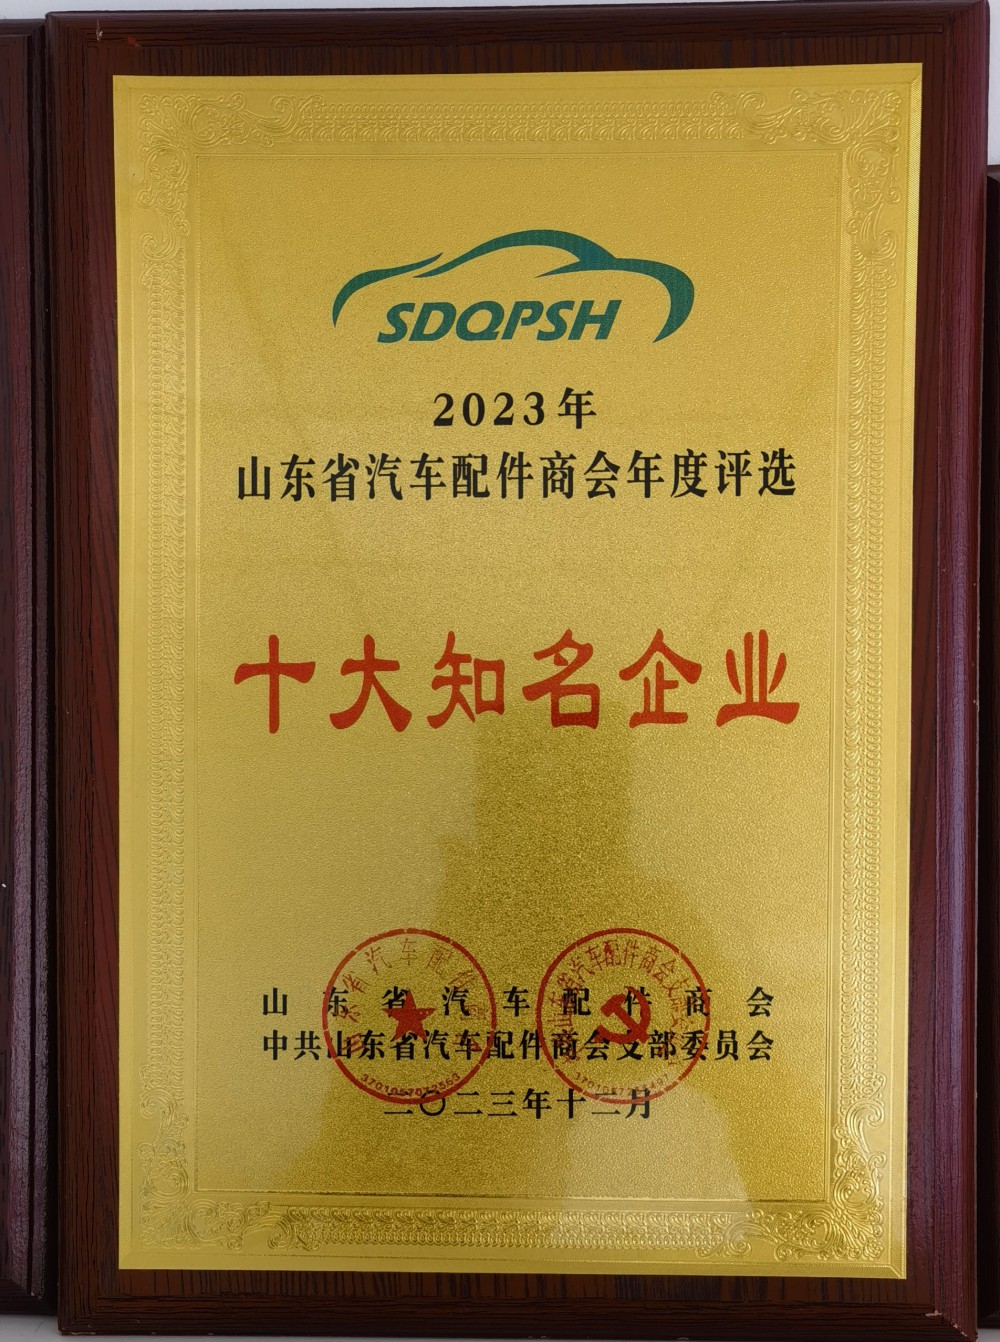 SDQPSH
2023年
山东省汽车配件商会年度评选
十大知名企业
山东省汽车配件商会
中共山东省汽车配件商会支部委员会
二〇二三年十二月